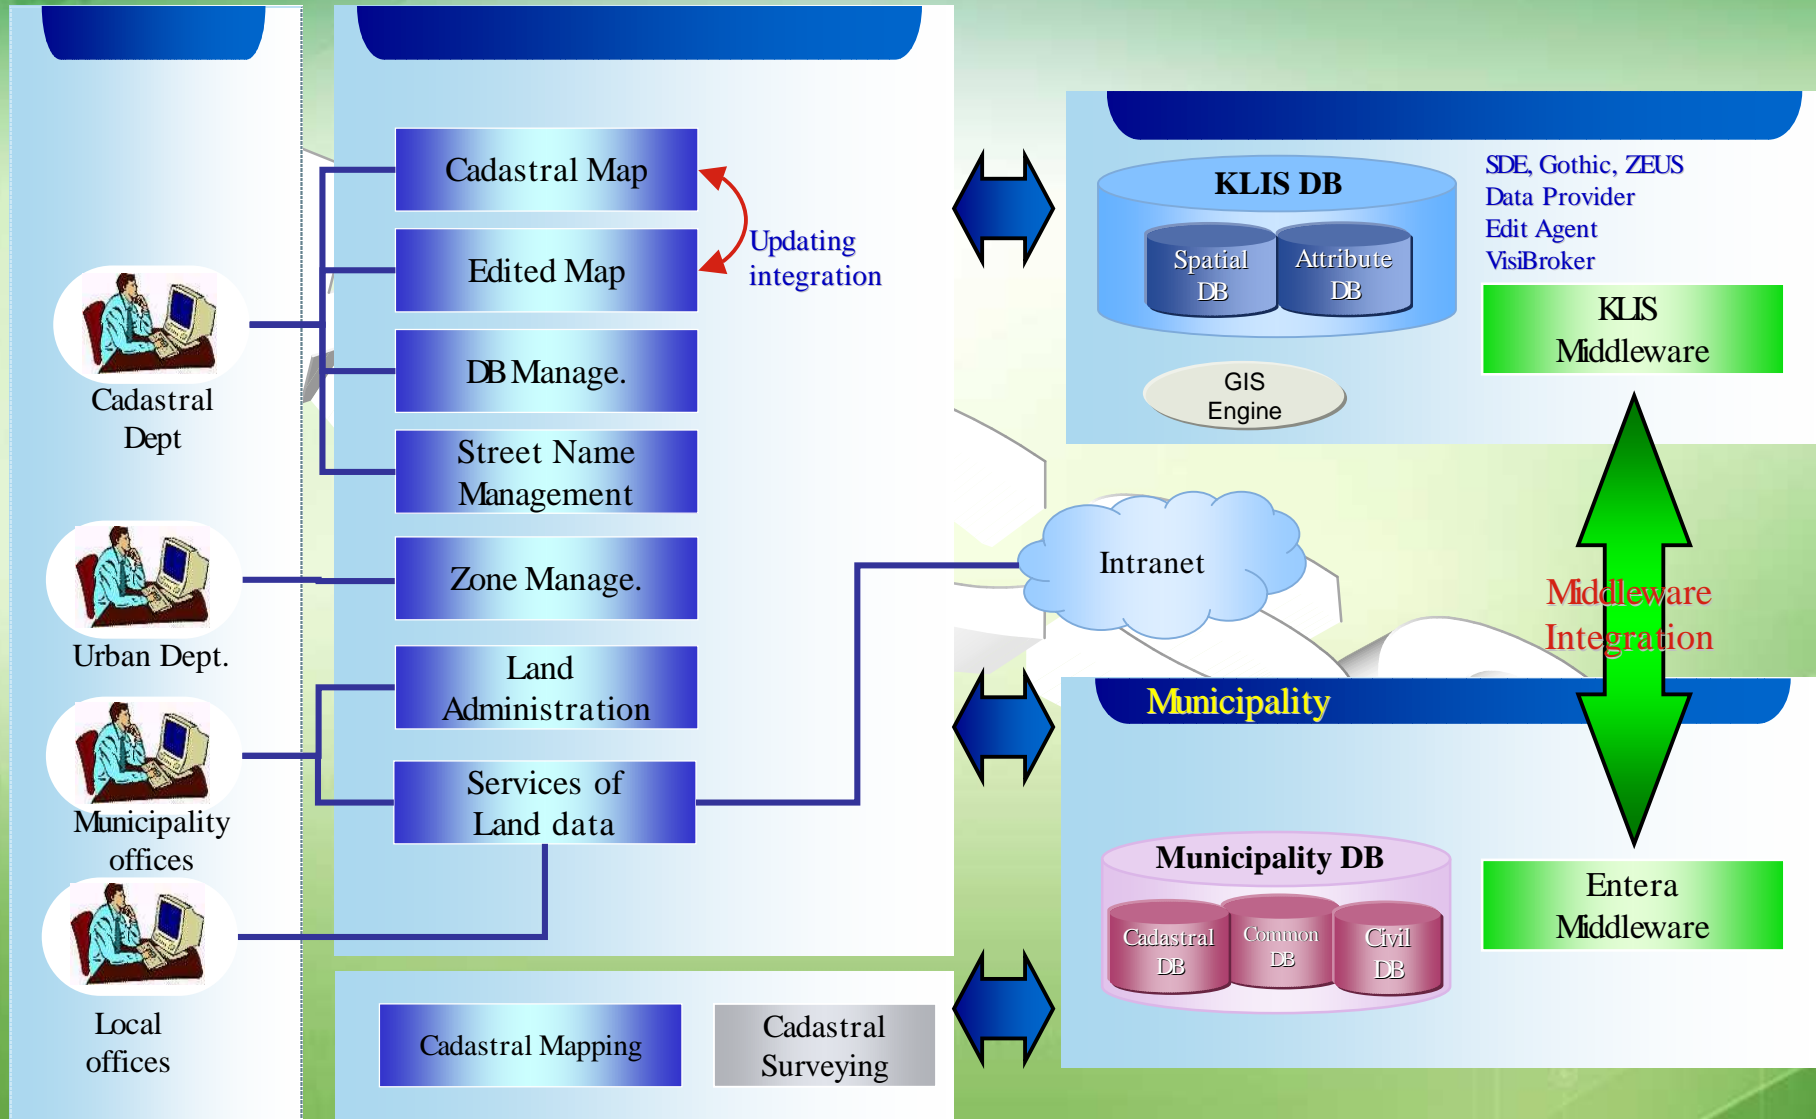 Cadastral
Dept
Urban Dept.
Municipality
offices
Local
offices
Cadastral Map
Edited Map
DB Manage.
Street Name
Management
Zone Manage.
Land
Administration
Services of
Land data
Updating
integration
Cadastral Mapping
Cadastral
Surveying
KLIS DB
Spatial
DB
Attribute
DB
GIS
Engine
SDE, Gothic, ZEUS
Data Provider
Edit Agent
VisiBroker
KLIS
Middleware
Intranet
Middleware
Integration
Municipality
Municipality DB
Cadastral
DB
Common
DB
Civil
DB
Entera
Middleware